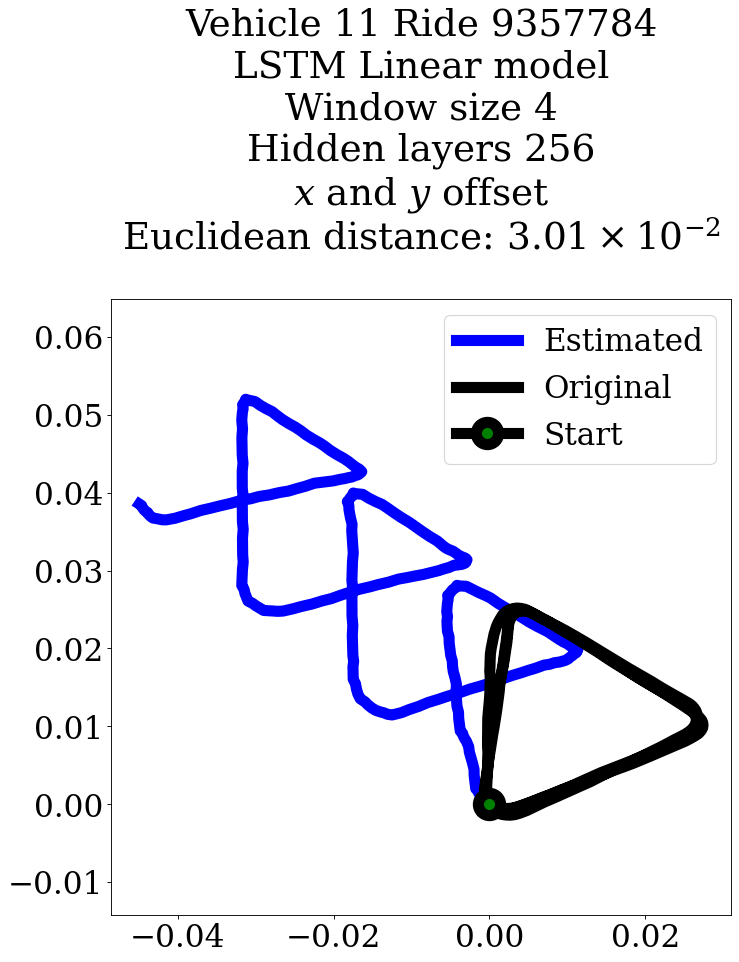 Vehicle 11 Ride 9357784
LSTM Linear model
Window size 4
Hidden layers 256
x and y offset
Euclidean distance: 3.01 × 10⁻²
Estimated
Original
Start
0.06
0.05
0.04
0.03
0.02
0.01
0.00
−0.01
−0.04 −0.02 0.00 0.02